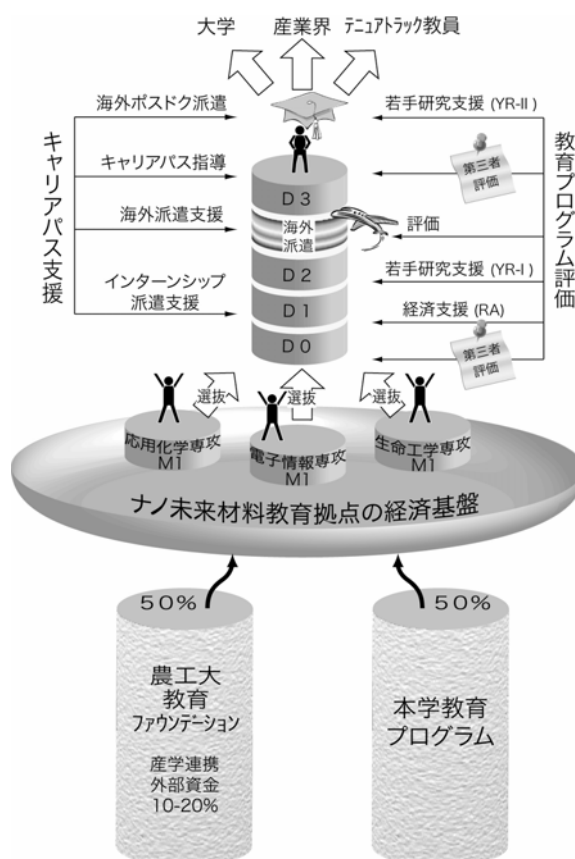 大学
産業界
テニュアトラック教員
海外ポスドク派遣
若手研究支援 (YR-II)
キャリアパス指導
第三者
評価
D3
海外派遣支援
海外
派遣
評価
D2
若手研究支援 (YR-I)
インターンシップ
派遣支援
D1
経済支援 (RA)
D0
第三者
評価
キャリアパス支援
教育プログラム評価
選抜
選抜
選抜
応用化学専攻
M1
電子情報専攻
M1
生命工学専攻
M1
ナノ未来材料教育拠点の経済基盤
50%
50%
農工大
教育
ファウンデーション
産学連携
外部資金
10-20%
本学教育
プログラム